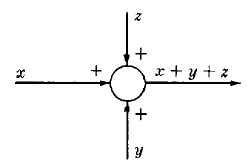 z
+
x + x + y + z
+
y